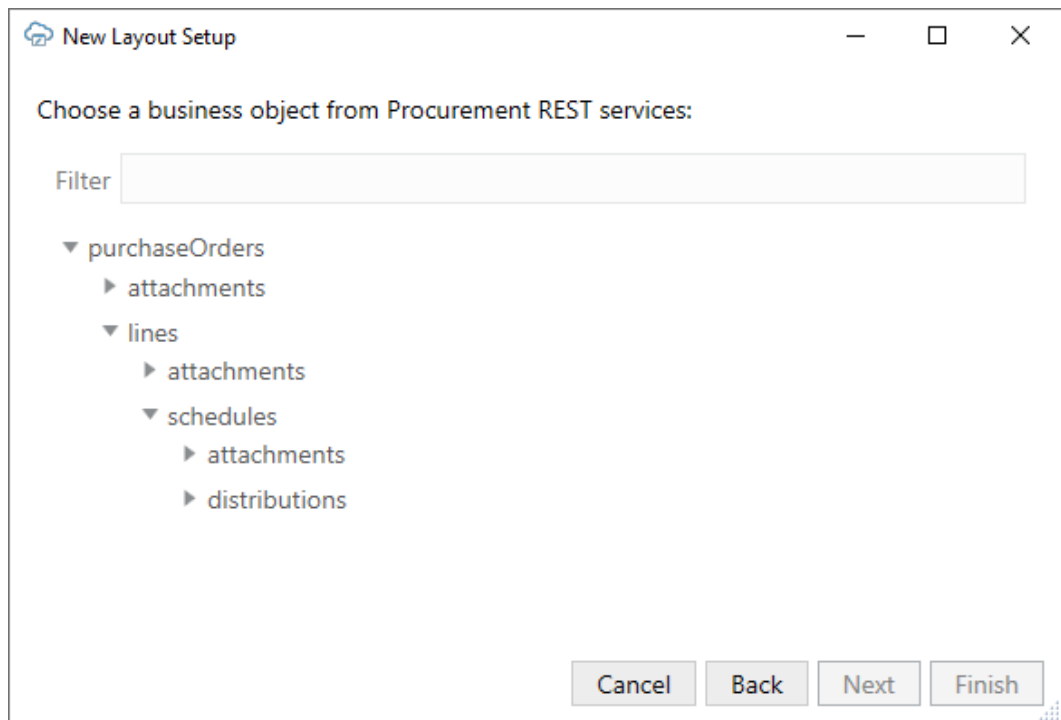 New Layout Setup
Choose a business object from Procurement REST services:
Filter
purchaseOrders
attachments
lines
attachments
schedules
attachments
distributions
Cancel Back Next Finish